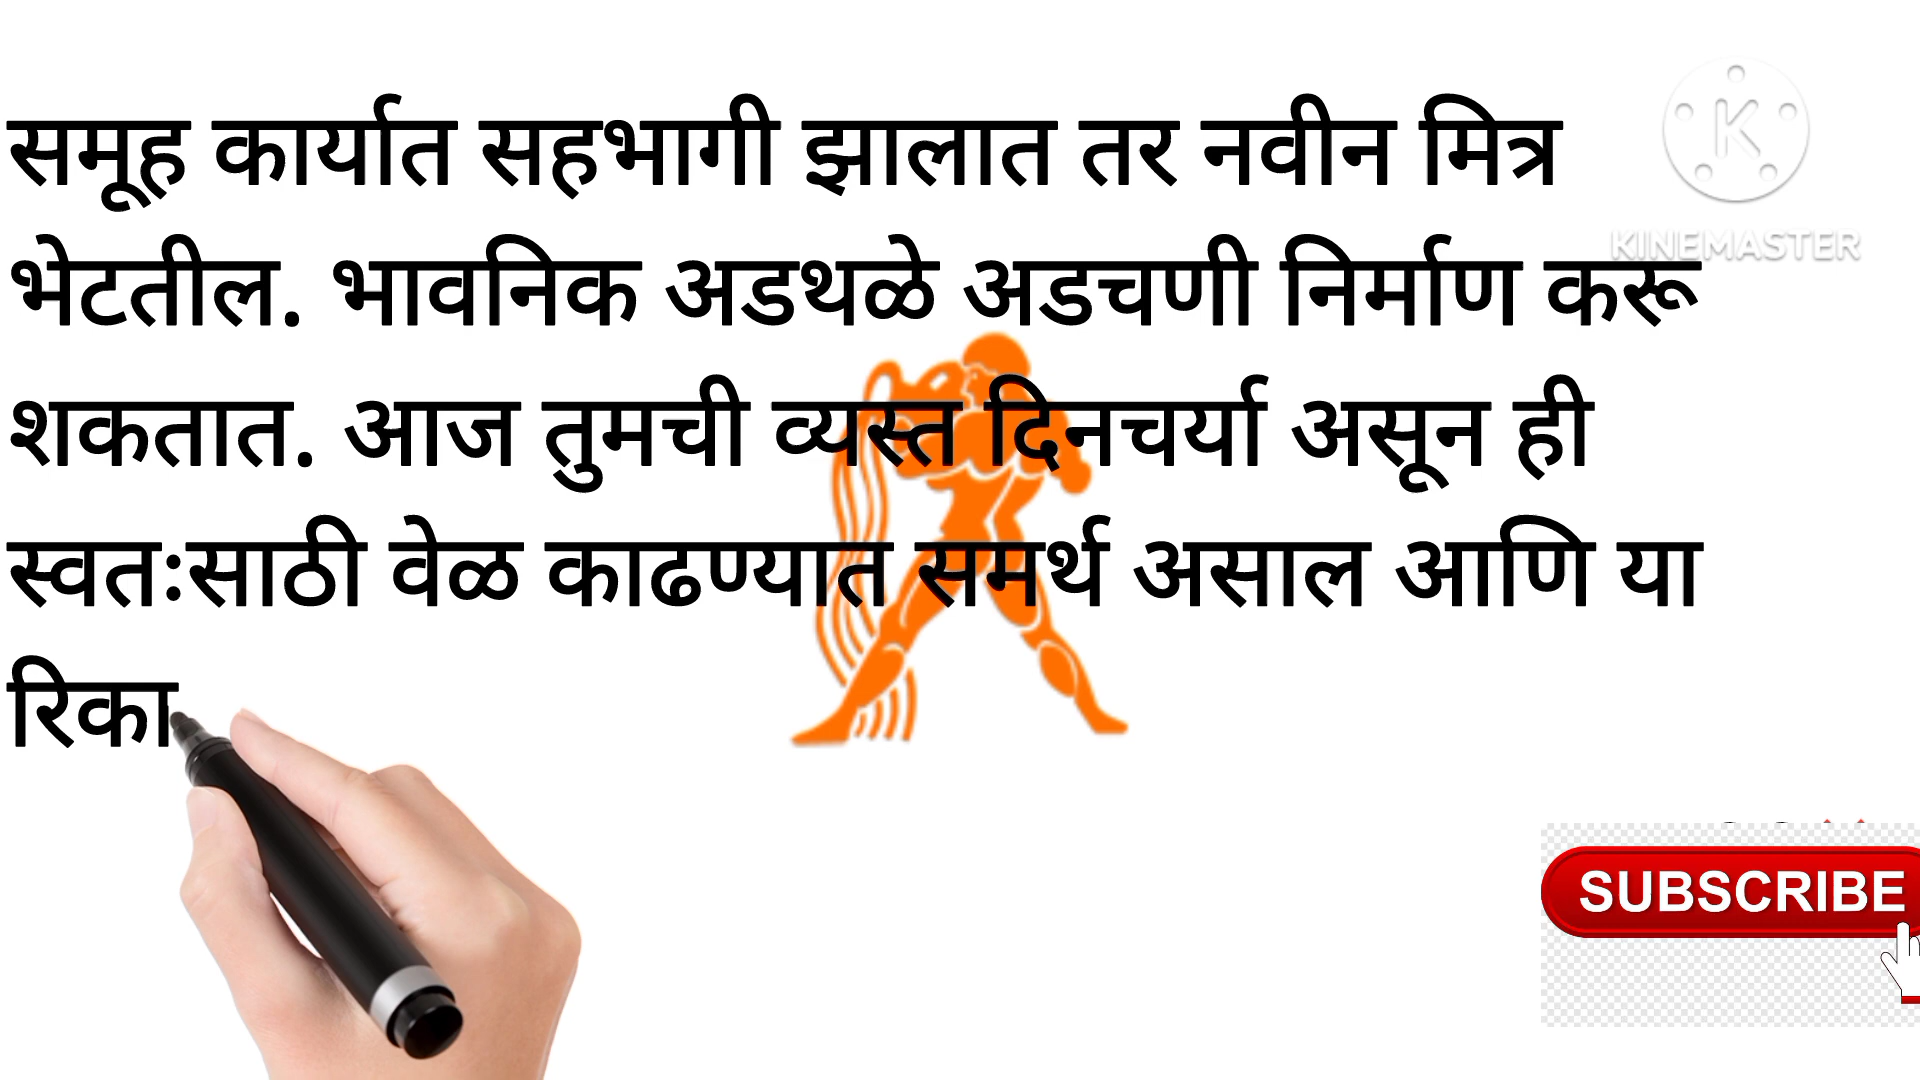 समूह कार्यात सहभागी झालात तर नवीन मित्र
भेटतील. भावनिक अडथळे अडचणी निर्माण करू
शकतात. आज तुमची व्यस्त दिनचर्या असून ही
स्वतःसाठी वेळ काढण्यात समर्थ असाल आणि या
रिका
K
KINEMASTER
SUBSCRIBE